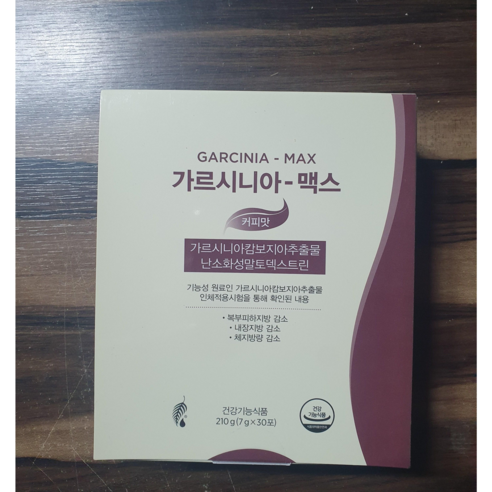 GARCINIA - MAX
가르시니아-맥스
커피맛
가르시니아캄보지아추출물
난소화성말토덱스트린
기능성 원료인 가르시니아캄보지아추출물
인체적용시험을 통해 확인된 내용
• 복부피하지방 감소
• 내장지방 감소
• 체지방량 감소
건강기능식품
210 g (7 g × 30포)
건강
기능식품